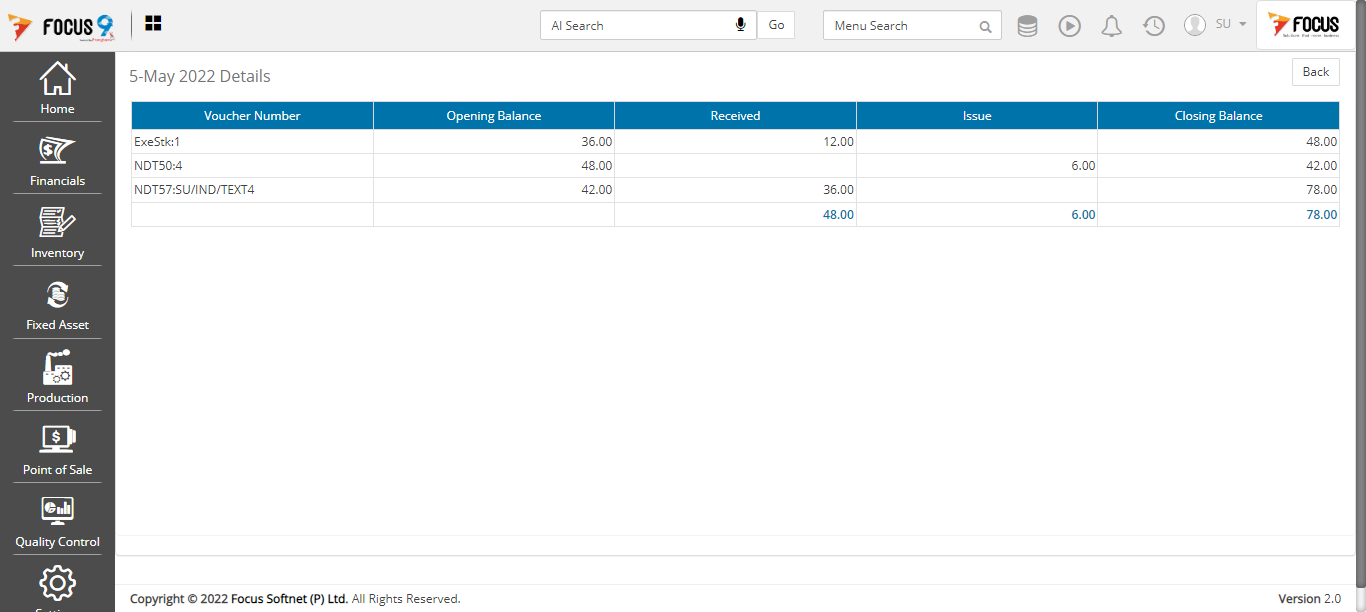 FOCUS 9
AI Search
Go
Menu Search
SU
FOCUS
Home
Financials
Inventory
Fixed Asset
Production
Point of Sale
Quality Control
5-May 2022 Details
Back
Voucher Number Opening Balance Received Issue Closing Balance
ExeStk:1 36.00 12.00 48.00
NDT50:4 48.00 6.00 42.00
NDT57:SU/IND/TEXT4 42.00 36.00 78.00
48.00 6.00 78.00
Copyright © 2022 Focus Softnet (P) Ltd. All Rights Reserved.
Version 2.0